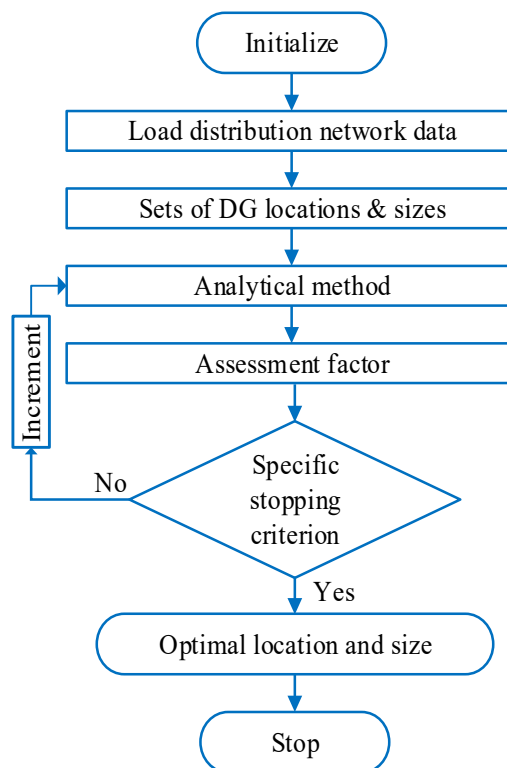 Initialize
Load distribution network data
Sets of DG locations & sizes
Analytical method
Increment
Assessment factor
No
Specific
stopping
criterion
Yes
Optimal location and size
Stop